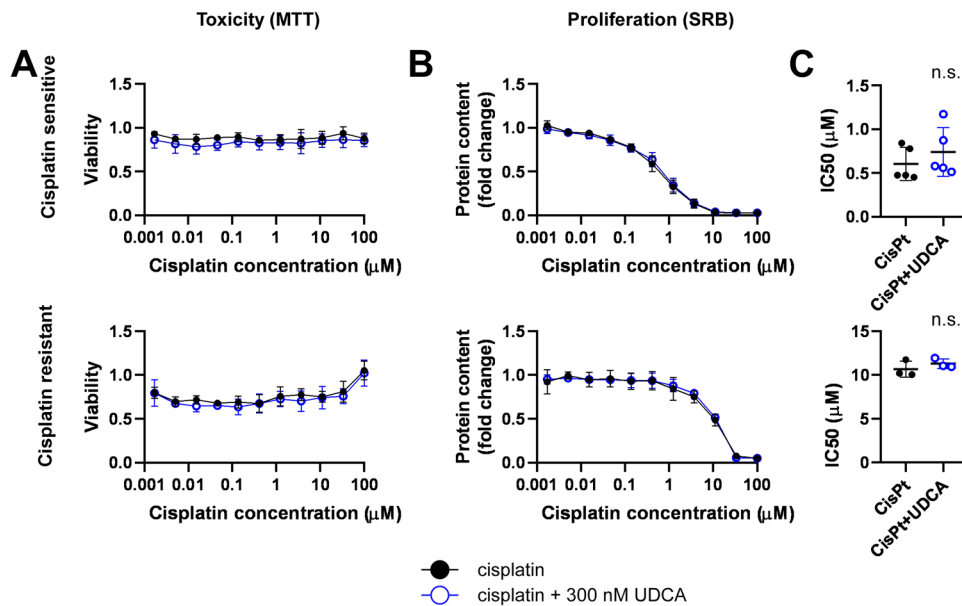 Toxicity (MTT)
Proliferation (SRB)
A
B
C
Cisplatin sensitive
Viability
1.5
1.0
0.5
0.0
0.001 0.01 0.1 1 10 100
Cisplatin concentration (μM)
Protein content
(fold change)
1.5
1.0
0.5
0.0
0.001 0.01 0.1 1 10 100
Cisplatin concentration (μM)
n.s.
IC50 (μM)
1.5
1.0
0.5
0.0
CisPt
CisPt+UDCA
Cisplatin resistant
Viability
1.5
1.0
0.5
0.0
0.001 0.01 0.1 1 10 100
Cisplatin concentration (μM)
Protein content
(fold change)
1.5
1.0
0.5
0.0
0.001 0.01 0.1 1 10 100
Cisplatin concentration (μM)
n.s.
IC50 (μM)
15
10
5
0
CisPt
CisPt+UDCA
cisplatin
cisplatin + 300 nM UDCA